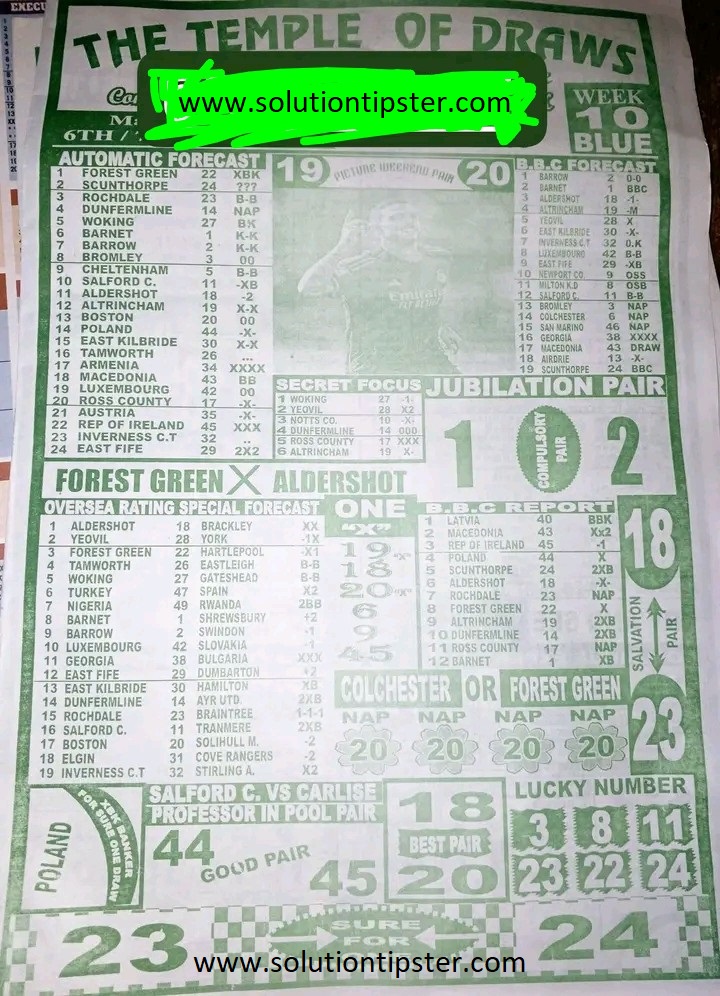 EXECU
THE TEMPLE OF DRAWS
www.solutiontipster.com
WEEK
10
BLUE
6TH /
AUTOMATIC FORECAST
1 FOREST GREEN 22 XBK
2 SCUNTHORPE 24 ???
3 ROCHDALE 23 B-B
4 DUNFERMLINE 14 NAP
5 WOKING 27 BK
6 BARNET 1 K-K
7 BARROW 2 K-K
8 BROMLEY 3 00
9 CHELTENHAM 5 B-B
10 SALFORD C. 11 -XB
11 ALDERSHOT 18 -2
12 ALTRINCHAM 19 X-X
13 BOSTON 20 00
14 POLAND 44 -X-
15 EAST KILBRIDE 30 X-X
16 TAMWORTH 26 ...
17 ARMENIA 34 XXXX
18 MACEDONIA 43 BB
19 LUXEMBOURG 42 00
20 ROSS COUNTY 17 -X-
21 AUSTRIA 35 -X-
22 REP OF IRELAND 45 XXX
23 INVERNESS C.T 32 ..
24 EAST FIFE 29 2X2
19 PICTURE WEEKEND PAIR 20
Emirates
B.B.C FORECAST
1 BARROW 2 0-0
2 BARNET 1 BBC
3 ALDERSHOT 18 -1-
4 ALTRINCHAM 19 -M
5 YEOVIL 28 X
6 EAST KILBRIDE 30 -X-
7 INVERNESS C.T 32 0.K
8 LUXEMBOURG 42 B-B
9 EAST FIFE 29 -XB
10 NEWPORT CO. 9 OSS
11 MILTON K.D 8 OSB
12 SALFORD C. 11 B-B
13 BROMLEY 3 NAP
14 COLCHESTER 6 NAP
15 SAN MARINO 46 NAP
16 GEORGIA 38 XXXX
17 MACEDONIA 43 DRAW
18 AIRDRIE 13 -X-
19 SCUNTHORPE 24 BBC
SECRET FOCUS
1 WOKING 27 -1-
2 YEOVIL 28 X2
3 NOTTS CO. 10 -X-
4 DUNFERMLINE 14 000
5 ROSS COUNTY 17 XXX
6 ALTRINCHAM 19 X-
JUBILATION PAIR
1 COMPULSORY PAIR 2
FOREST GREEN X ALDERSHOT
OVERSEA RATING SPECIAL FORECAST
1 ALDERSHOT 18 BRACKLEY XX
2 YEOVIL 28 YORK -1X
3 FOREST GREEN 22 HARTLEPOOL -X1
4 TAMWORTH 26 EASTLEIGH B-B
5 WOKING 27 GATESHEAD B-B
6 TURKEY 47 SPAIN X2
7 NIGERIA 49 RWANDA 2BB
8 BARNET 1 SHREWSBURY +2
9 BARROW 2 SWINDON -1
10 LUXEMBOURG 42 SLOVAKIA -1
11 GEORGIA 38 BULGARIA XXX
12 EAST FIFE 29 DUMBARTON +2
13 EAST KILBRIDE 30 HAMILTON XB
14 DUNFERMLINE 14 AYR UTD. 2XB
15 ROCHDALE 23 BRAINTREE 1-1-1
16 SALFORD C. 11 TRANMERE 2XB
17 BOSTON 20 SOLIHULL M. -2
18 ELGIN 31 COVE RANGERS -2
19 INVERNESS C.T 32 STIRLING A. X2
ONE
"X"
19 "X"
18
20 "X"
6
9
45
B.B.C REPORT
1 LATVIA 40 BBK
2 MACEDONIA 43 Xx2
3 REP OF IRELAND 45 -1
4 POLAND 44 X
5 SCUNTHORPE 24 2XB
6 ALDERSHOT 18 -X-
7 ROCHDALE 23 NAP
8 FOREST GREEN 22 X
9 ALTRINCHAM 19 2XB
10 DUNFERMLINE 14 2XB
11 ROSS COUNTY 17 NAP
12 BARNET 1 XB
18
SALVATION PAIR
23
COLCHESTER OR FOREST GREEN
NAP NAP NAP NAP
20 20 20 20
POLAND
XBK BANKER
FOR SURE ONE DRAW
SALFORD C. VS CARLISE
PROFESSOR IN POOL PAIR
44 GOOD PAIR 45
18
BEST PAIR
20
LUCKY NUMBER
3 8 11
23 22 24
23 SURE FOR 24
www.solutiontipster.com